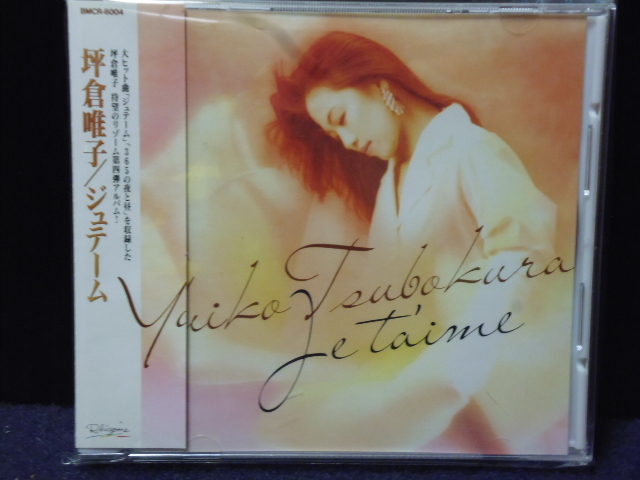 BMCR-6004
大ヒット曲「ジュテーム」、365の夜と昼」を収録した
坪倉唯子 待望のリゾーム第四弾アルバム!
坪倉唯子/ジュテーム
Yuiko Tsubokura
Je t'aime